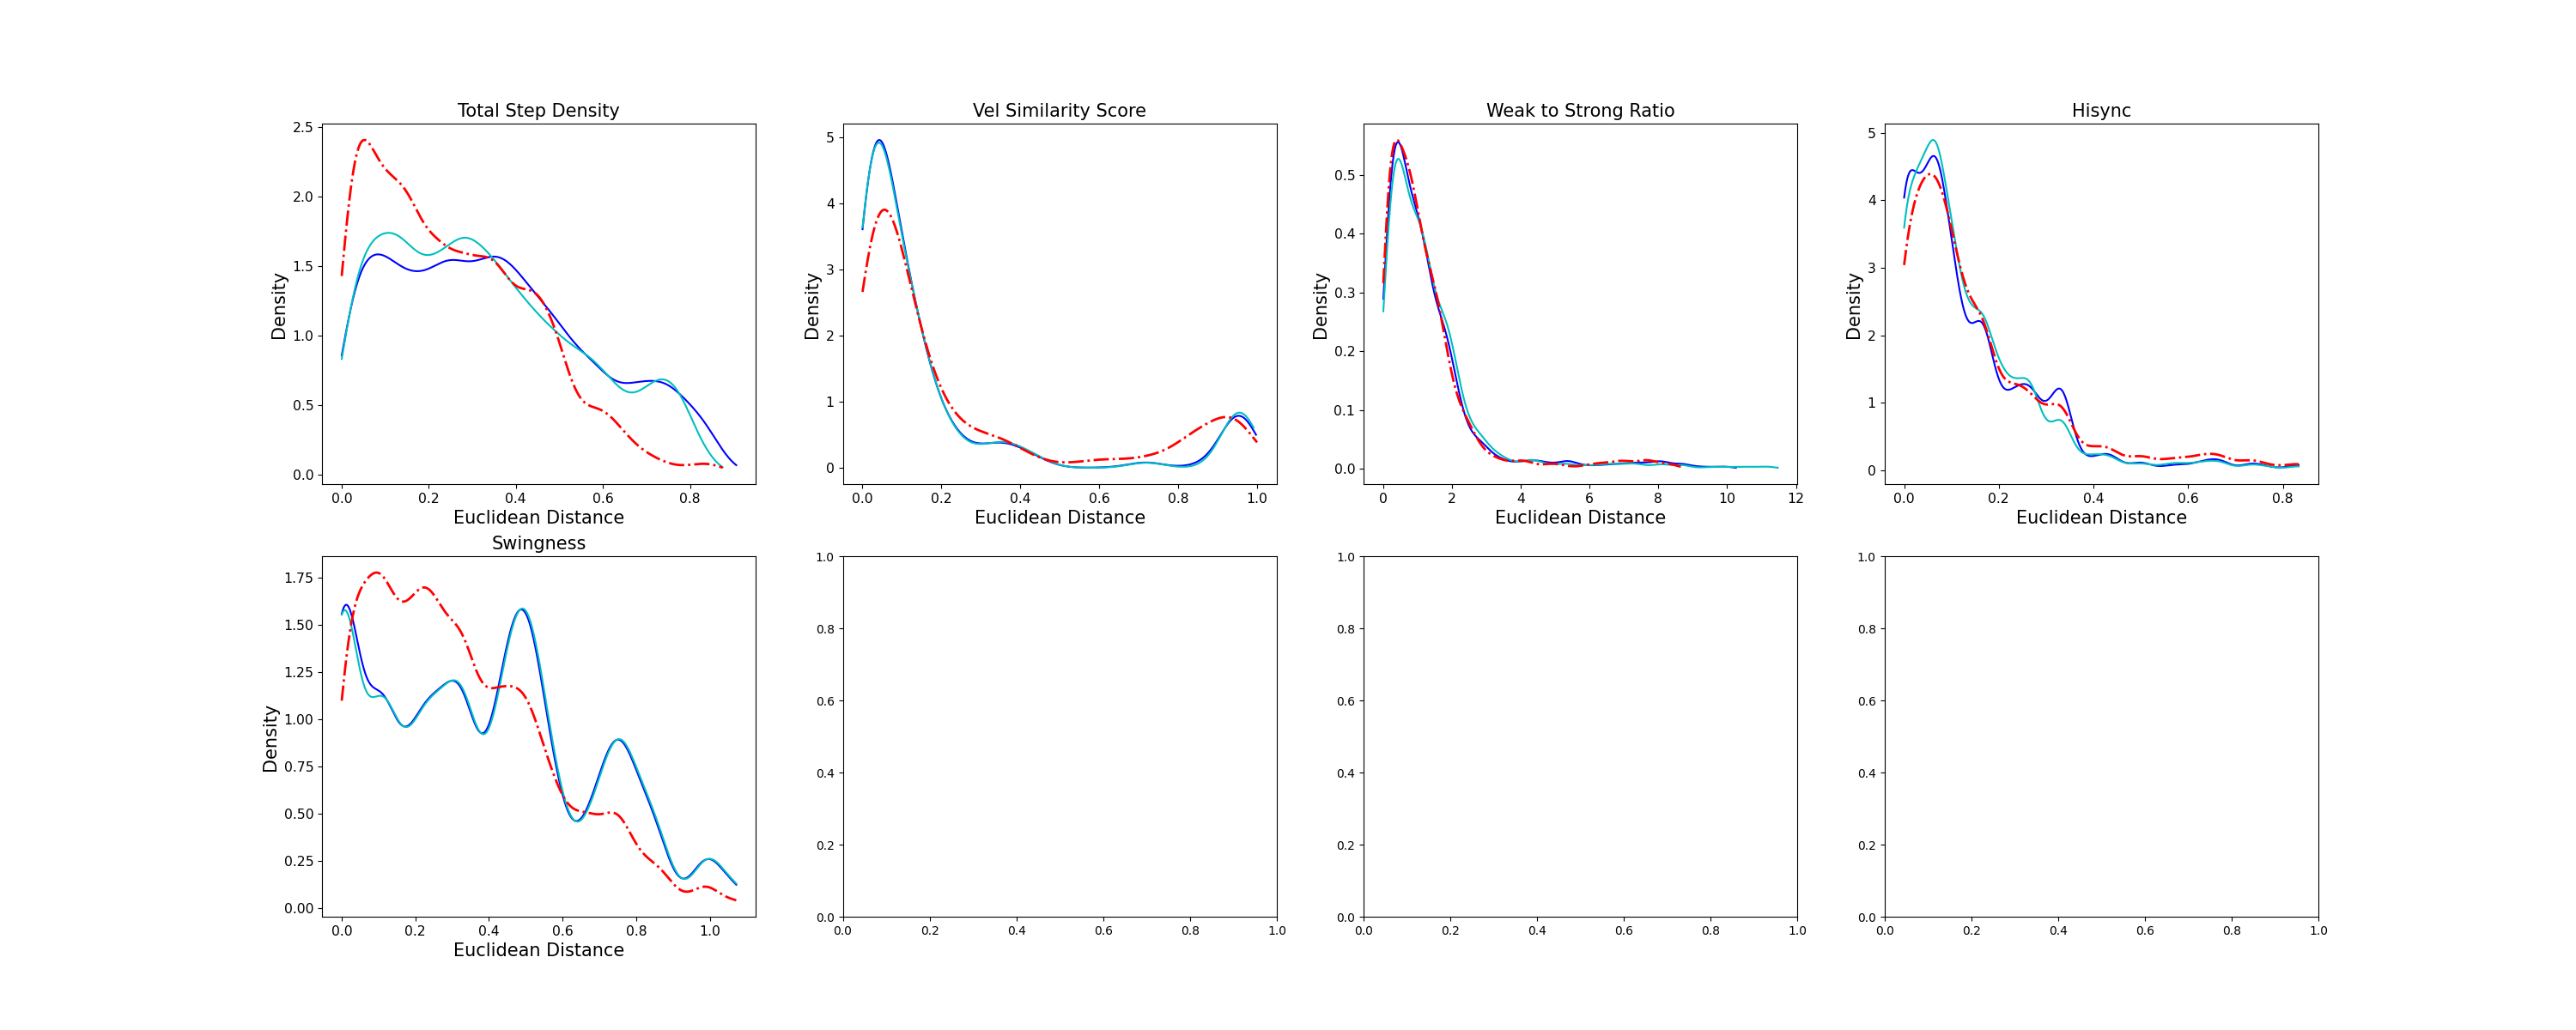 Total Step Density
2.5
2.0
1.5
1.0
0.5
0.0
Density
0.0 0.2 0.4 0.6 0.8
Euclidean Distance
Vel Similarity Score
5
4
3
2
1
0
Density
0.0 0.2 0.4 0.6 0.8 1.0
Euclidean Distance
Weak to Strong Ratio
0.5
0.4
0.3
0.2
0.1
0.0
Density
0 2 4 6 8 10 12
Euclidean Distance
Hisync
5
4
3
2
1
0
Density
0.0 0.2 0.4 0.6 0.8
Euclidean Distance
Swingness
1.75
1.50
1.25
1.00
0.75
0.50
0.25
0.00
Density
0.0 0.2 0.4 0.6 0.8 1.0
Euclidean Distance
1.0
0.8
0.6
0.4
0.2
0.0
0.0 0.2 0.4 0.6 0.8 1.0
1.0
0.8
0.6
0.4
0.2
0.0
0.0 0.2 0.4 0.6 0.8 1.0
1.0
0.8
0.6
0.4
0.2
0.0
0.0 0.2 0.4 0.6 0.8 1.0